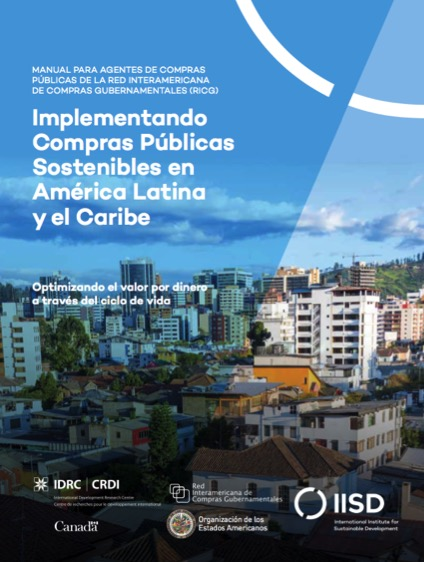 MANUAL PARA AGENTES DE COMPRAS
PÚBLICAS DE LA RED INTERAMERICANA
DE COMPRAS GUBERNAMENTALES (RICG)
Implementando
Compras Públicas
Sostenibles en
América Latina
y el Caribe
Optimizando el valor por dinero
a través del ciclo de vida
IDRC | CRDI
International Development Research Centre
Centre de recherches pour le développement international
Canada
Red
Interamericana de
Compras Gubernamentales
Organización de los
Estados Americanos
IISD
International Institute for
Sustainable Development